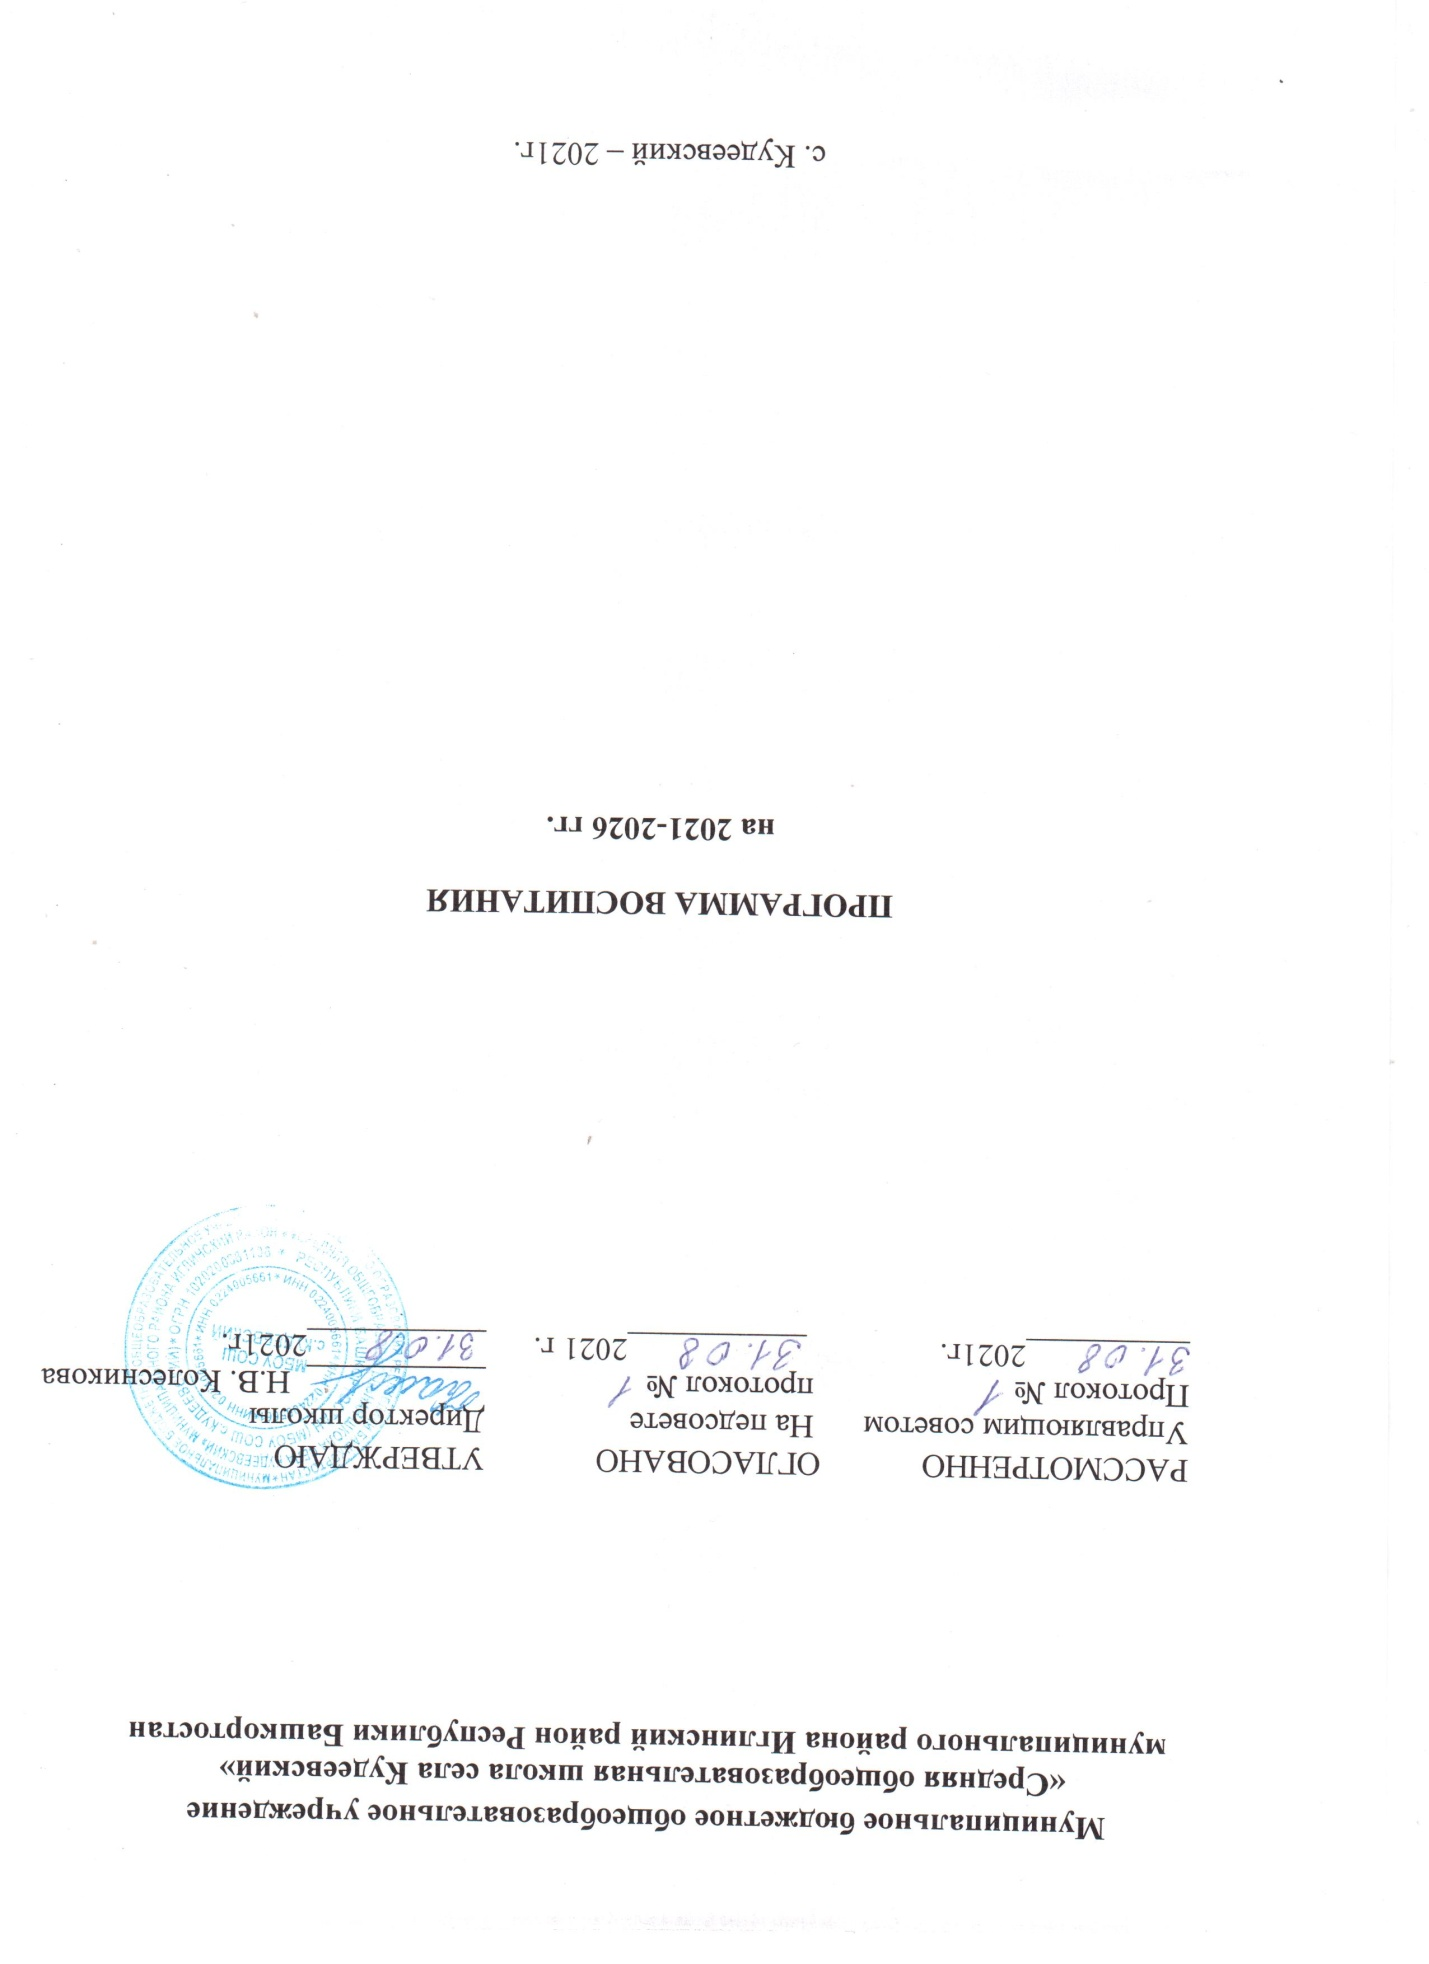 Муниципальное бюджетное общеобразовательное учреждение
«Средняя общеобразовательная школа села Кудеевский»
муниципального района Иглинский район Республики Башкортостан
РАССМОТРЕННО
Управляющим советом
Протокол № 1
31.08 2021г.
ОГЛАСОВАНО
На педсовете
протокол № 1
31.08 2021 г.
УТВЕРЖДАЮ
Директор школы
Н.В. Колесникова
31.08 2021г.
МБОУ СОШ
ПРОГРАММА ВОСПИТАНИЯ
на 2021-2026 гг.
с. Кудеевский – 2021г.